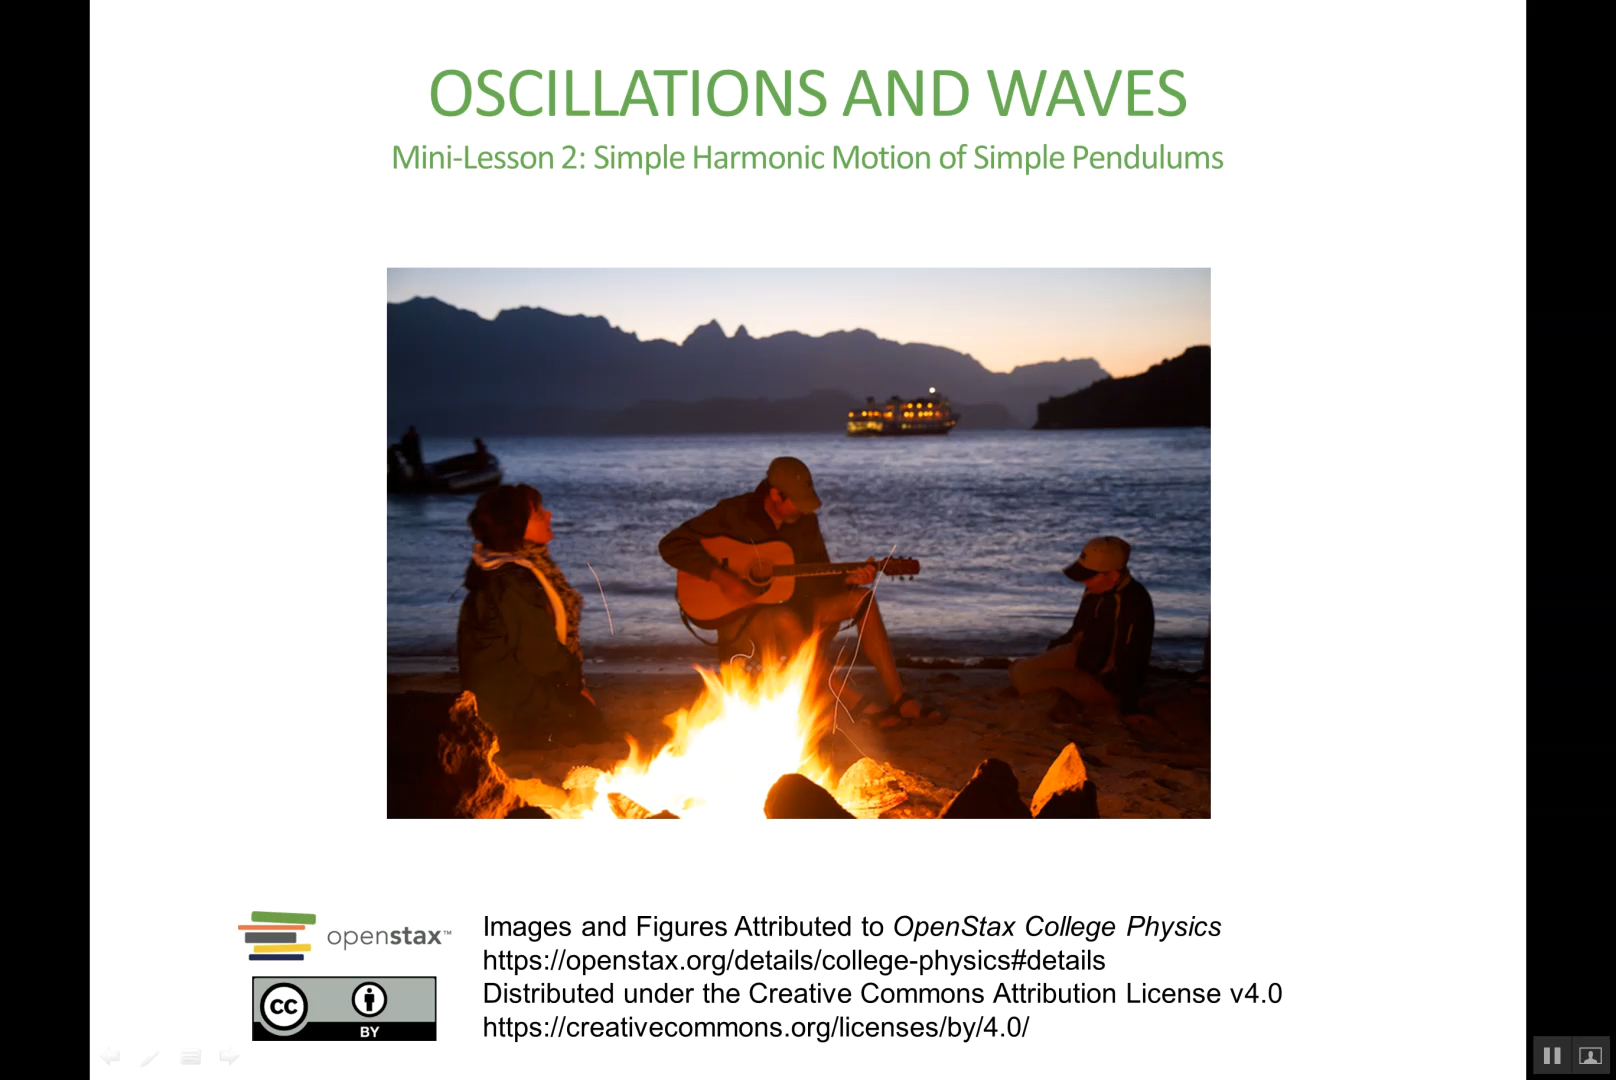 OSCILLATIONS AND WAVES
Mini-Lesson 2: Simple Harmonic Motion of Simple Pendulums
openstax™
Images and Figures Attributed to OpenStax College Physics
https://openstax.org/details/college-physics#details
Distributed under the Creative Commons Attribution License v4.0
https://creativecommons.org/licenses/by/4.0/
cc
BY